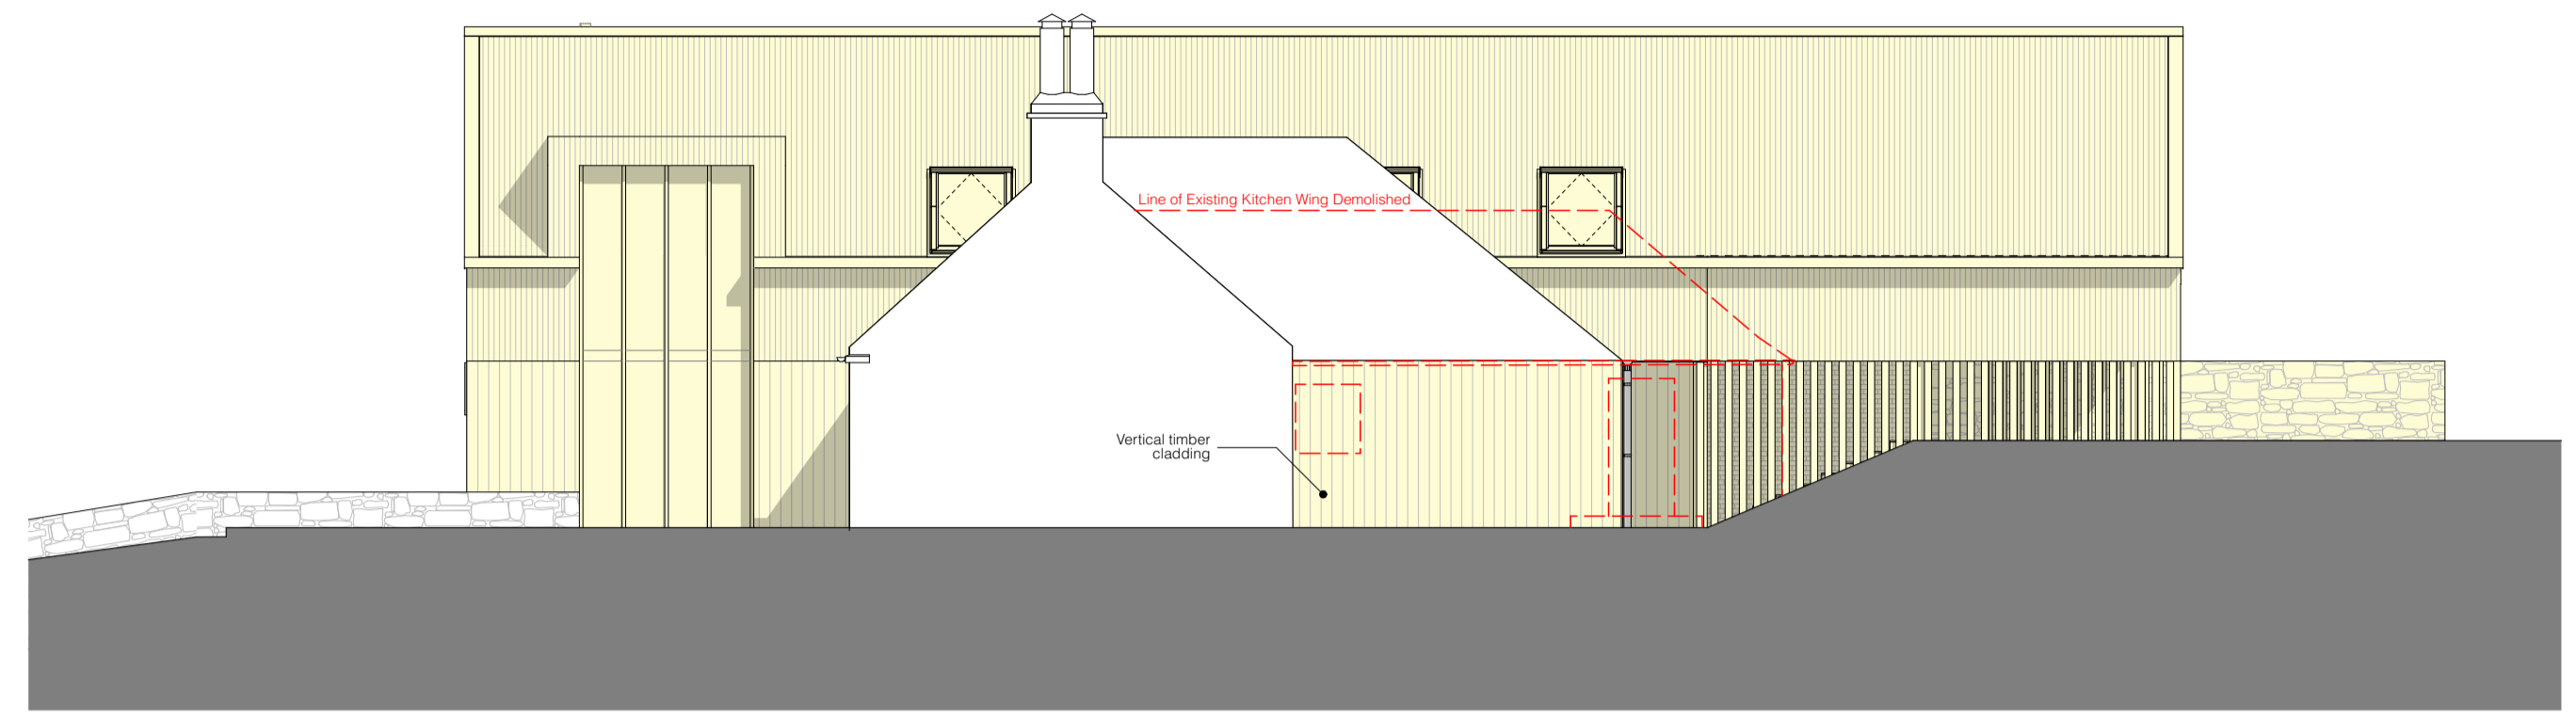 Line of Existing Kitchen Wing Demolished
Vertical timber
cladding